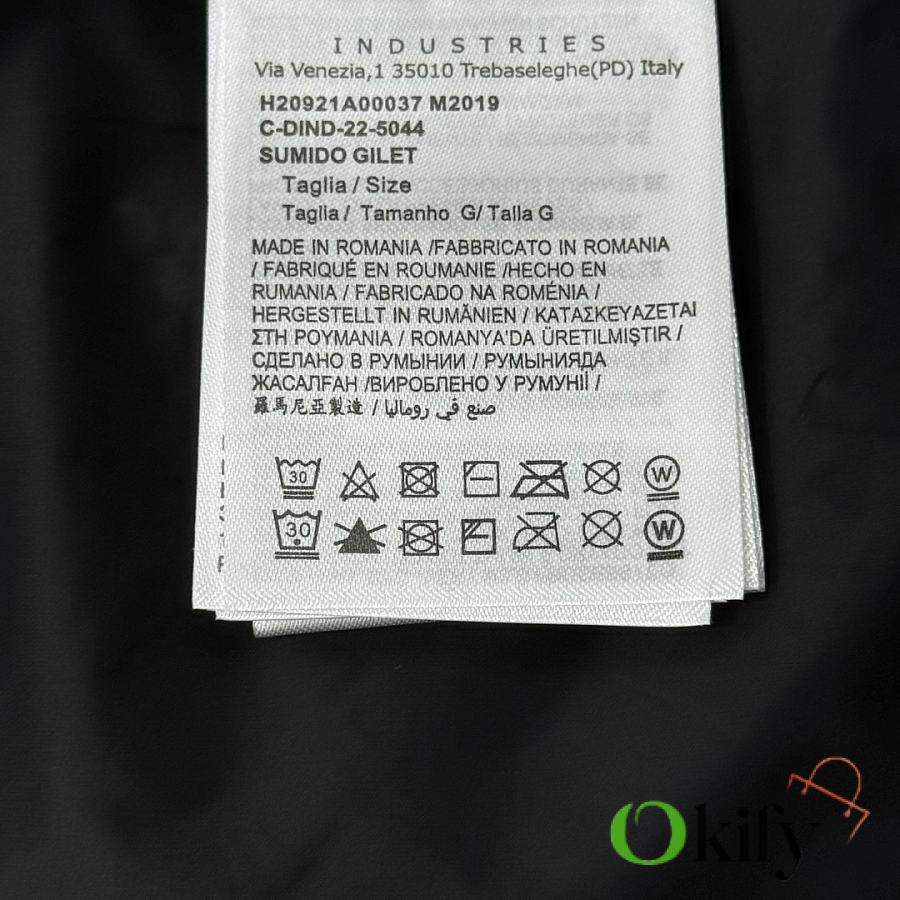 INDUSTRIES
Via Venezia,1 35010 Trebaseleghe(PD) Italy
H20921A00037 M2019
C-DIND-22-5044
SUMIDO GILET
Taglia / Size
Taglia / Tamanho G/ Talla G
MADE IN ROMANIA /FABBRICATO IN ROMANIA
/ FABRIQUÉ EN ROUMANIE /HECHO EN
RUMANIA / FABRICADO NA ROMÉNIA /
HERGESTELLT IN RUMÄNIEN / ΚΑΤΑΣΚΕΥΑΖΕΤΑΙ
ΣΤΗ ΡΟΥΜΑΝΙΑ / ROMANYA'DA ÜRETILMIŞTIR /
СДЕЛАНО В РУМЫНИИ / РУМЫНИЯДА
ЖАСАЛҒАН /ВИРОБЛЕНО У РУМУНІЇ /
羅馬尼亞製造 / صنع في رومانيا
30 W
30 W
Okify